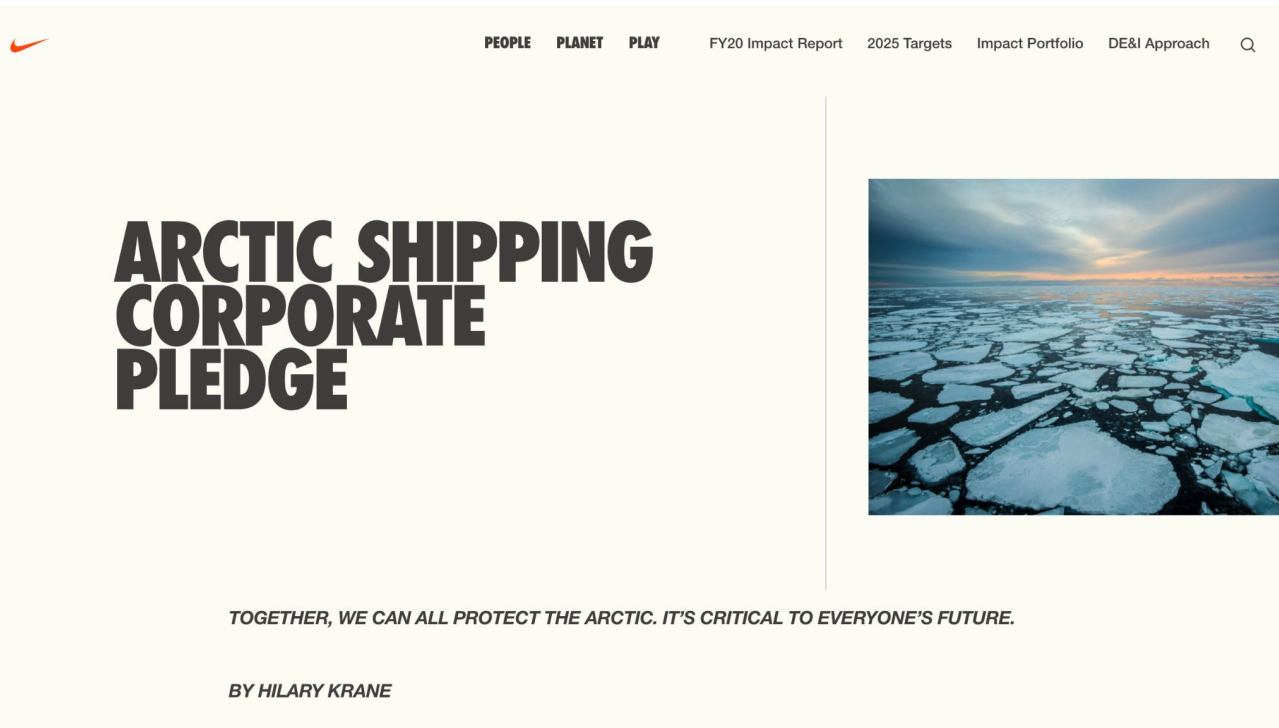 PEOPLE PLANET PLAY FY20 Impact Report 2025 Targets Impact Portfolio DE&I Approach
ARCTIC SHIPPING
CORPORATE
PLEDGE
TOGETHER, WE CAN ALL PROTECT THE ARCTIC. IT’S CRITICAL TO EVERYONE’S FUTURE.
BY HILARY KRANE